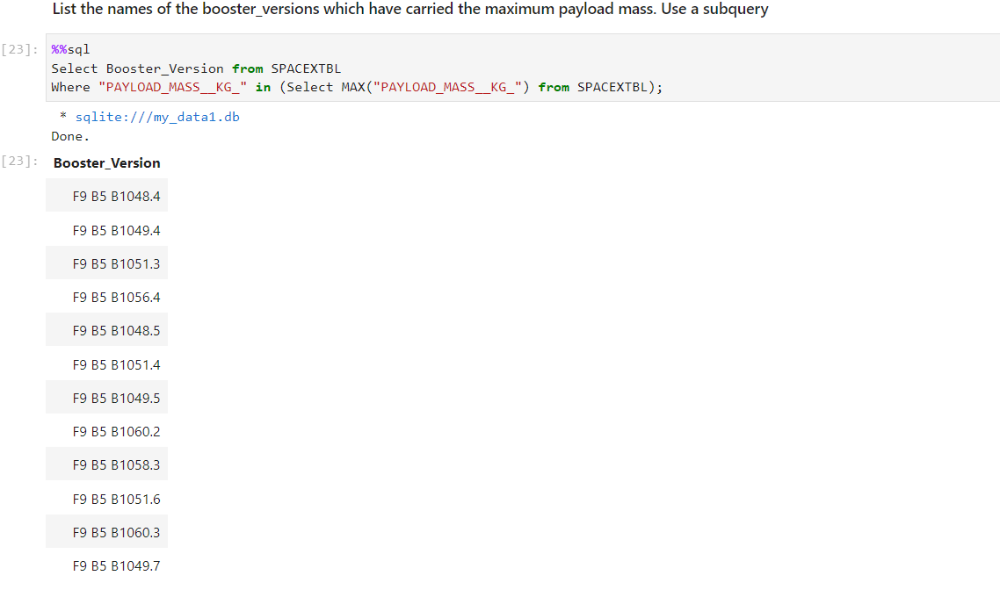 List the names of the booster_versions which have carried the maximum payload mass. Use a subquery
[23]: %%sql
Select Booster_Version from SPACEXTBL
Where "PAYLOAD_MASS__KG_" in (Select MAX("PAYLOAD_MASS__KG_") from SPACEXTBL);
* sqlite:///my_data1.db
Done.
[23]: Booster_Version
F9 B5 B1048.4
F9 B5 B1049.4
F9 B5 B1051.3
F9 B5 B1056.4
F9 B5 B1048.5
F9 B5 B1051.4
F9 B5 B1049.5
F9 B5 B1060.2
F9 B5 B1058.3
F9 B5 B1051.6
F9 B5 B1060.3
F9 B5 B1049.7